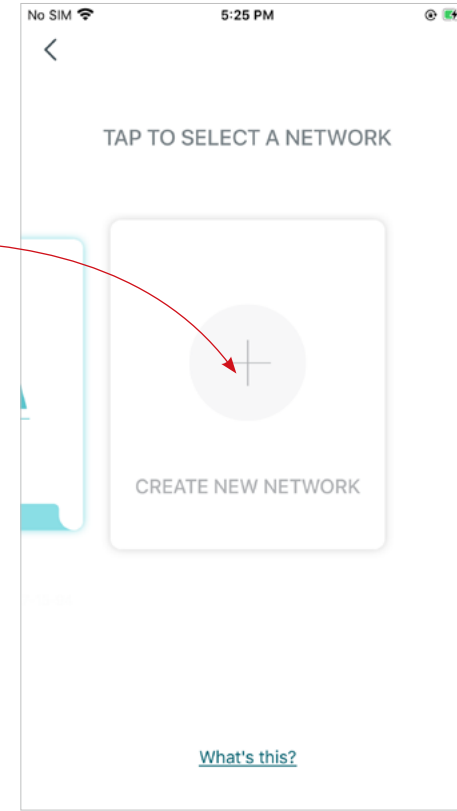 No SIM 5:25 PM
TAP TO SELECT A NETWORK
CREATE NEW NETWORK
What's this?